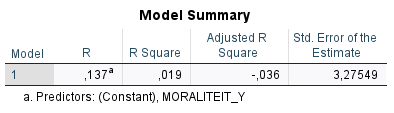 Model Summary
Model R R Square Adjusted R Square Std. Error of the Estimate
1 ,137a ,019 -,036 3,27549
a. Predictors: (Constant), MORALITEIT_Y